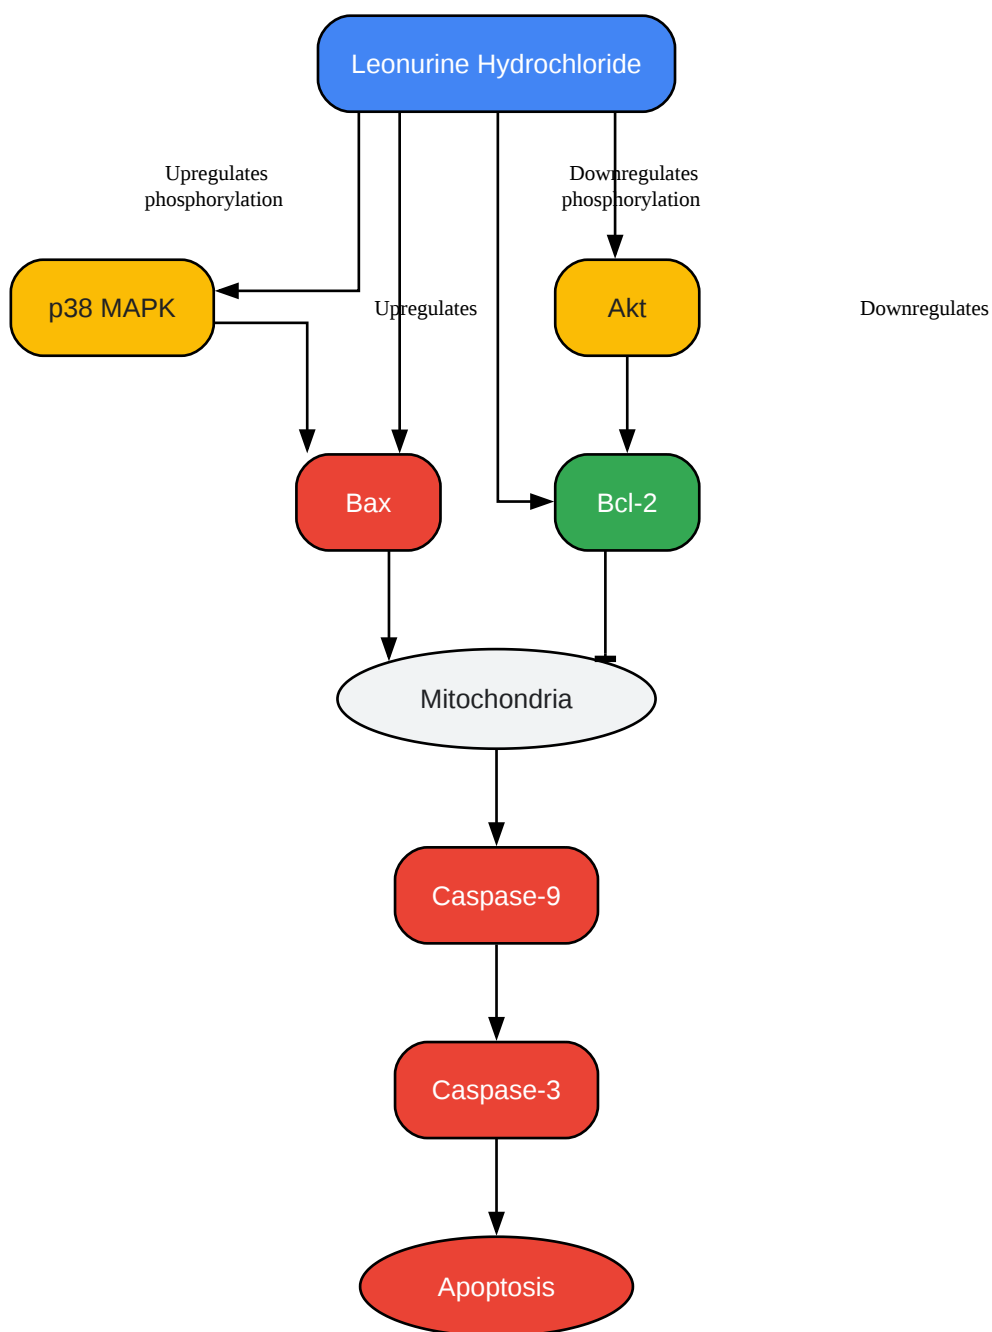 Leonurine Hydrochloride
Upregulates
phosphorylation
Downregulates
phosphorylation
p38 MAPK
Upregulates
Akt
Downregulates
Bax
Bcl-2
Mitochondria
Caspase-9
Caspase-3
Apoptosis